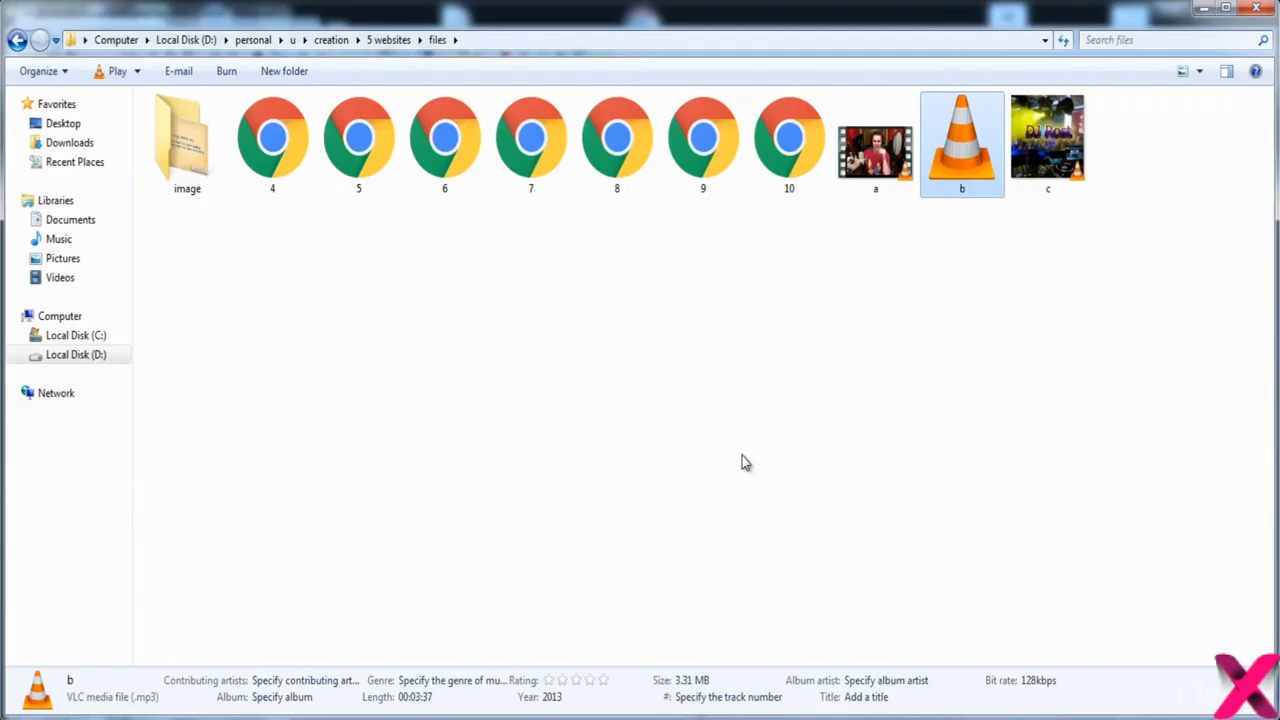 Computer Local Disk (D:) personal u creation 5 websites files Search files
Organize Play E-mail Burn New folder
Favorites
Desktop
Downloads
Recent Places
Libraries
Documents
Music
Pictures
Videos
Computer
Local Disk (C:)
Local Disk (D:)
Network
image 4 5 6 7 8 9 10 a b c
DJ Rost
b Contributing artists: Specify contributing art... Genre: Specify the genre of mu... Rating: Size: 3.31 MB Album artist: Specify album artist Bit rate: 128kbps
VLC media file (.mp3) Album: Specify album Length: 00:03:37 Year: 2013 #: Specify the track number Title: Add a title
X